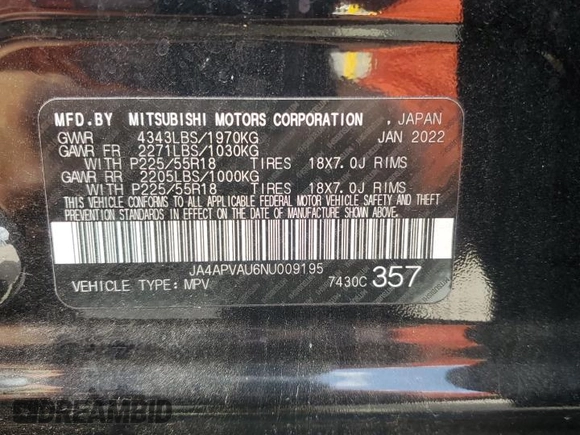 MFD.BY MITSUBISHI MOTORS CORPORATION , JAPAN
GVWR 4343LBS/1970KG JAN 2022
GAWR FR 2271LBS/1030KG
WITH P225/55R18 TIRES 18X7.0J RIMS
GAWR RR 2205LBS/1000KG
WITH P225/55R18 TIRES 18X7.0J RIMS
THIS VEHICLE CONFORMS TO ALL APPLICABLE FEDERAL MOTOR VEHICLE SAFETY AND THEFT
PREVENTION STANDARDS IN EFFECT ON THE DATE OF MANUFACTURE SHOWN ABOVE.
JA4APVAU6NU009195
VEHICLE TYPE: MPV 7430C 357
DREAMBID